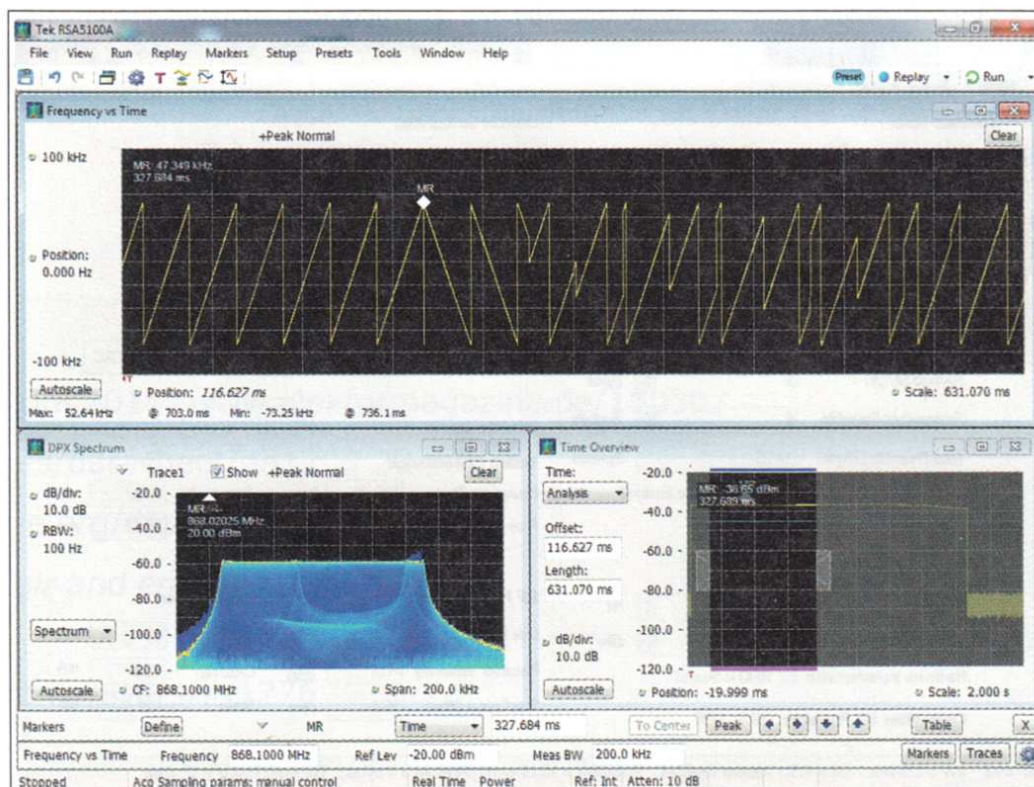 Tek RSA5100A
File View Run Replay Markers Setup Presets Tools Window Help
Preset Replay Run
Frequency vs Time
+Peak Normal
Clear
100 kHz
MR: 47.349 kHz
327.684 ms
MR
Position:
0.000 Hz
-100 kHz
Autoscale
Position: 116.627 ms
Scale: 631.070 ms
Max: 52.64 kHz @ 703.0 ms Min: -73.25 kHz @ 736.1 ms
DPX Spectrum
Trace1 Show +Peak Normal
Clear
dB/div:
10.0 dB
RBW:
100 Hz
Spectrum
Autoscale
-20.0
-40.0
-60.0
-80.0
-100.0
-120.0
868.02025 MHz
20.00 dBm
CF: 868.1000 MHz
Span: 200.0 kHz
Time Overview
Time:
Analysis
Offset:
116.627 ms
Length:
631.070 ms
dB/div:
10.0 dB
Autoscale
-20.0
-40.0
-60.0
-80.0
-100.0
-120.0
327.689 ms
Position: -19.999 ms
Scale: 2.000 s
Markers Define MR Time 327.684 ms To Center Peak Table
Frequency vs Time Frequency 868.1000 MHz Ref Lev -20.00 dBm Meas BW 200.0 kHz Markers Traces
Stopped Acq Sampling params: manual control Real Time Power Ref: Int Atten: 10 dB